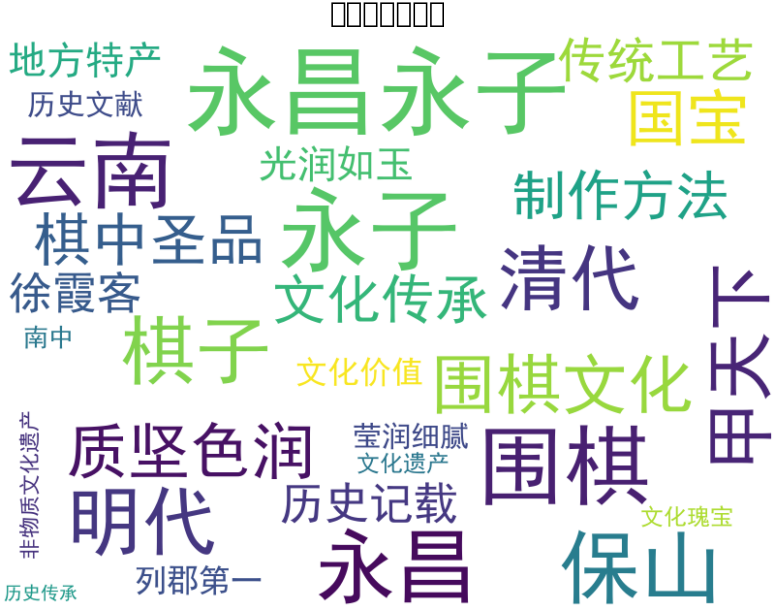 地方特产
永昌永子
传统工艺
历史文献
国宝
云南
光润如玉
制作方法
棋中圣品
永子
清代
徐霞客
文化传承
甲天下
南中
棋子
文化价值
围棋文化
非物质文化遗产
质坚色润
莹润细腻
围棋
文化遗产
明代
历史记载
文化瑰宝
永昌
保山
列郡第一
历史传承